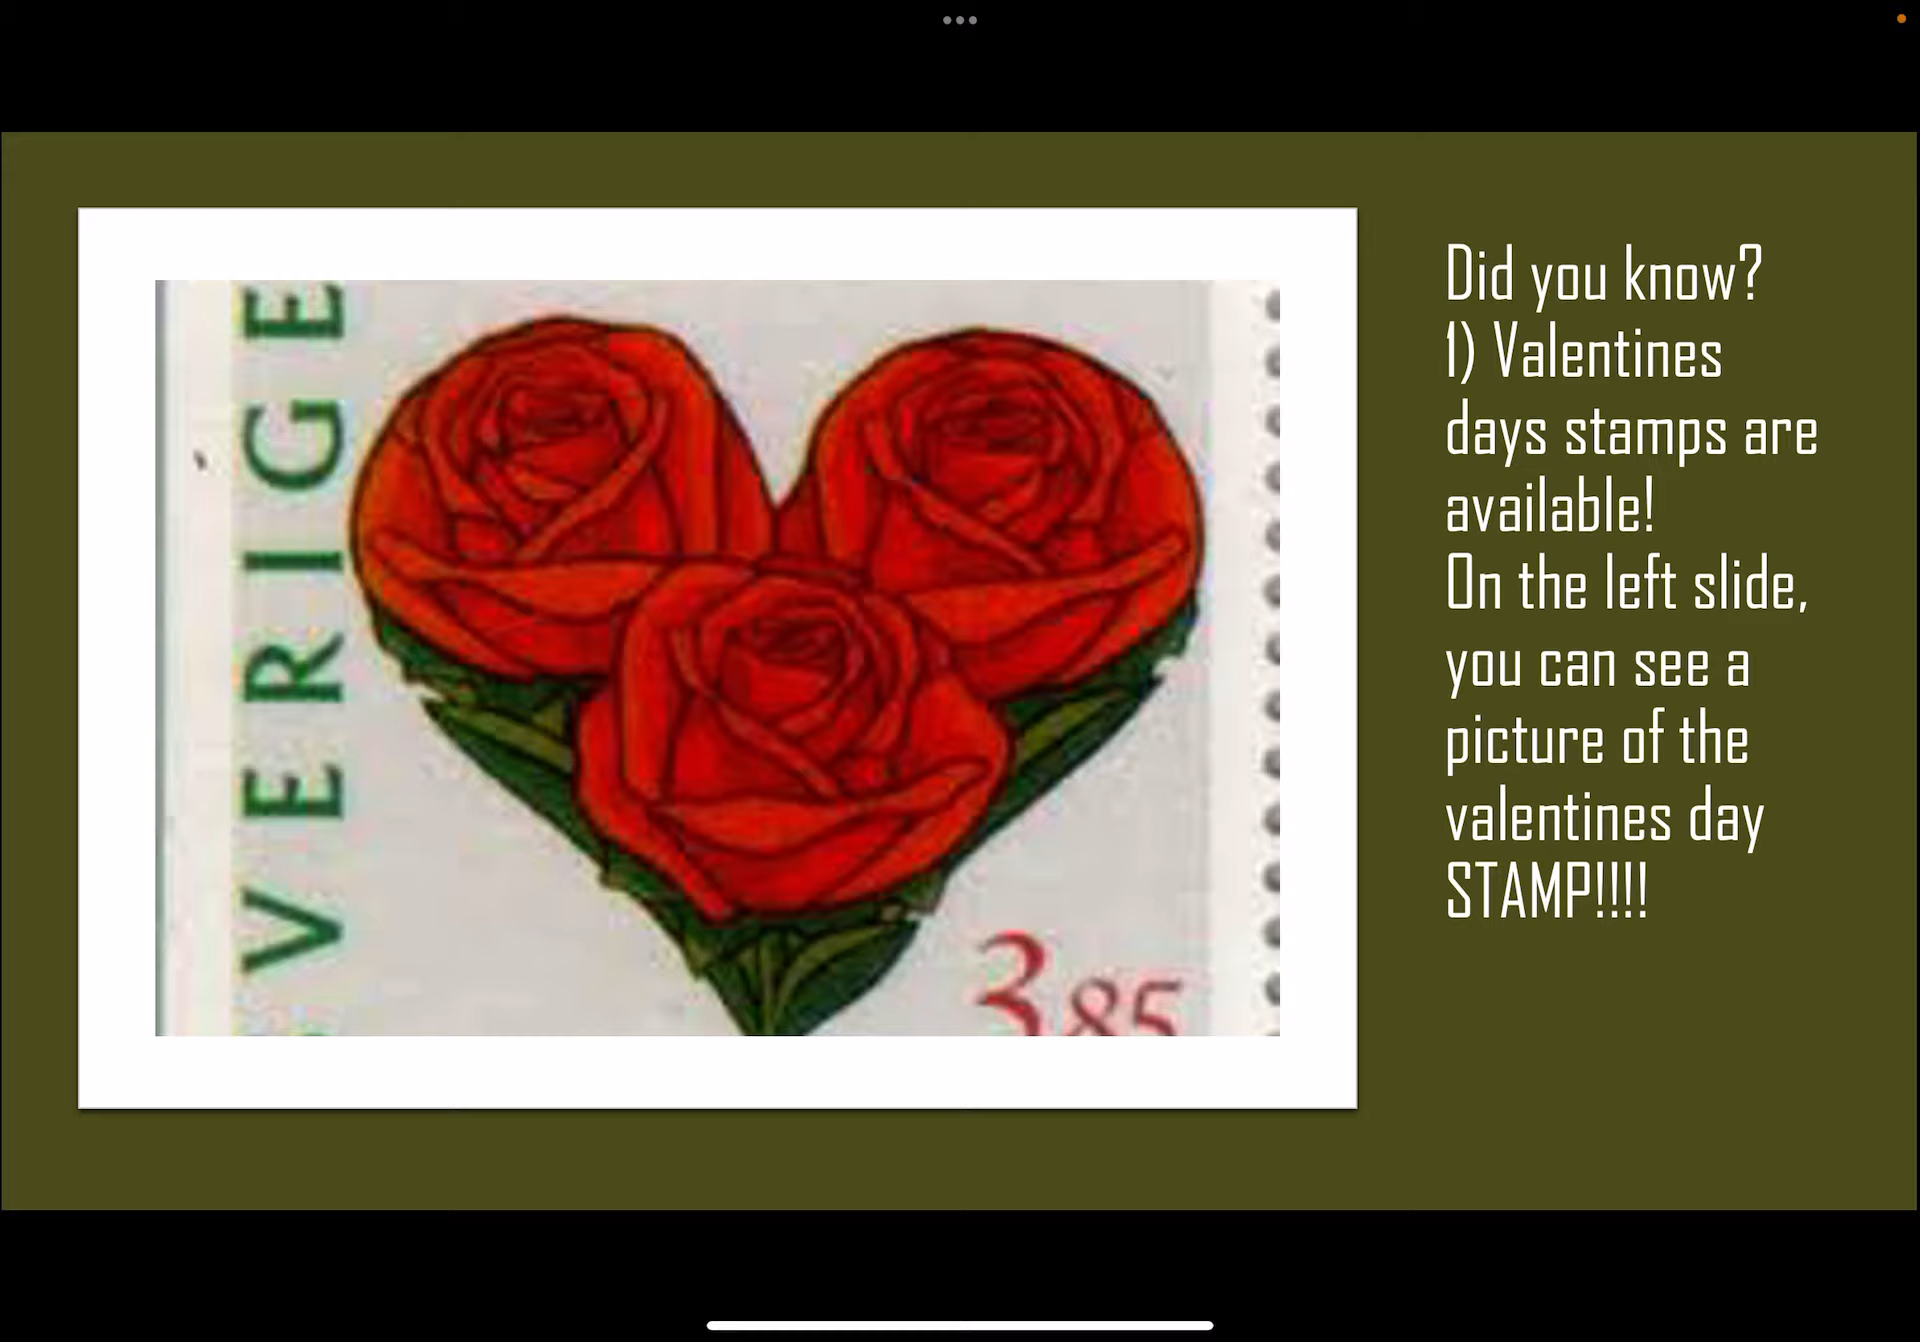 VERIGE
3,85
Did you know?
1) Valentines
days stamps are
available!
On the left slide,
you can see a
picture of the
valentines day
STAMP!!!!